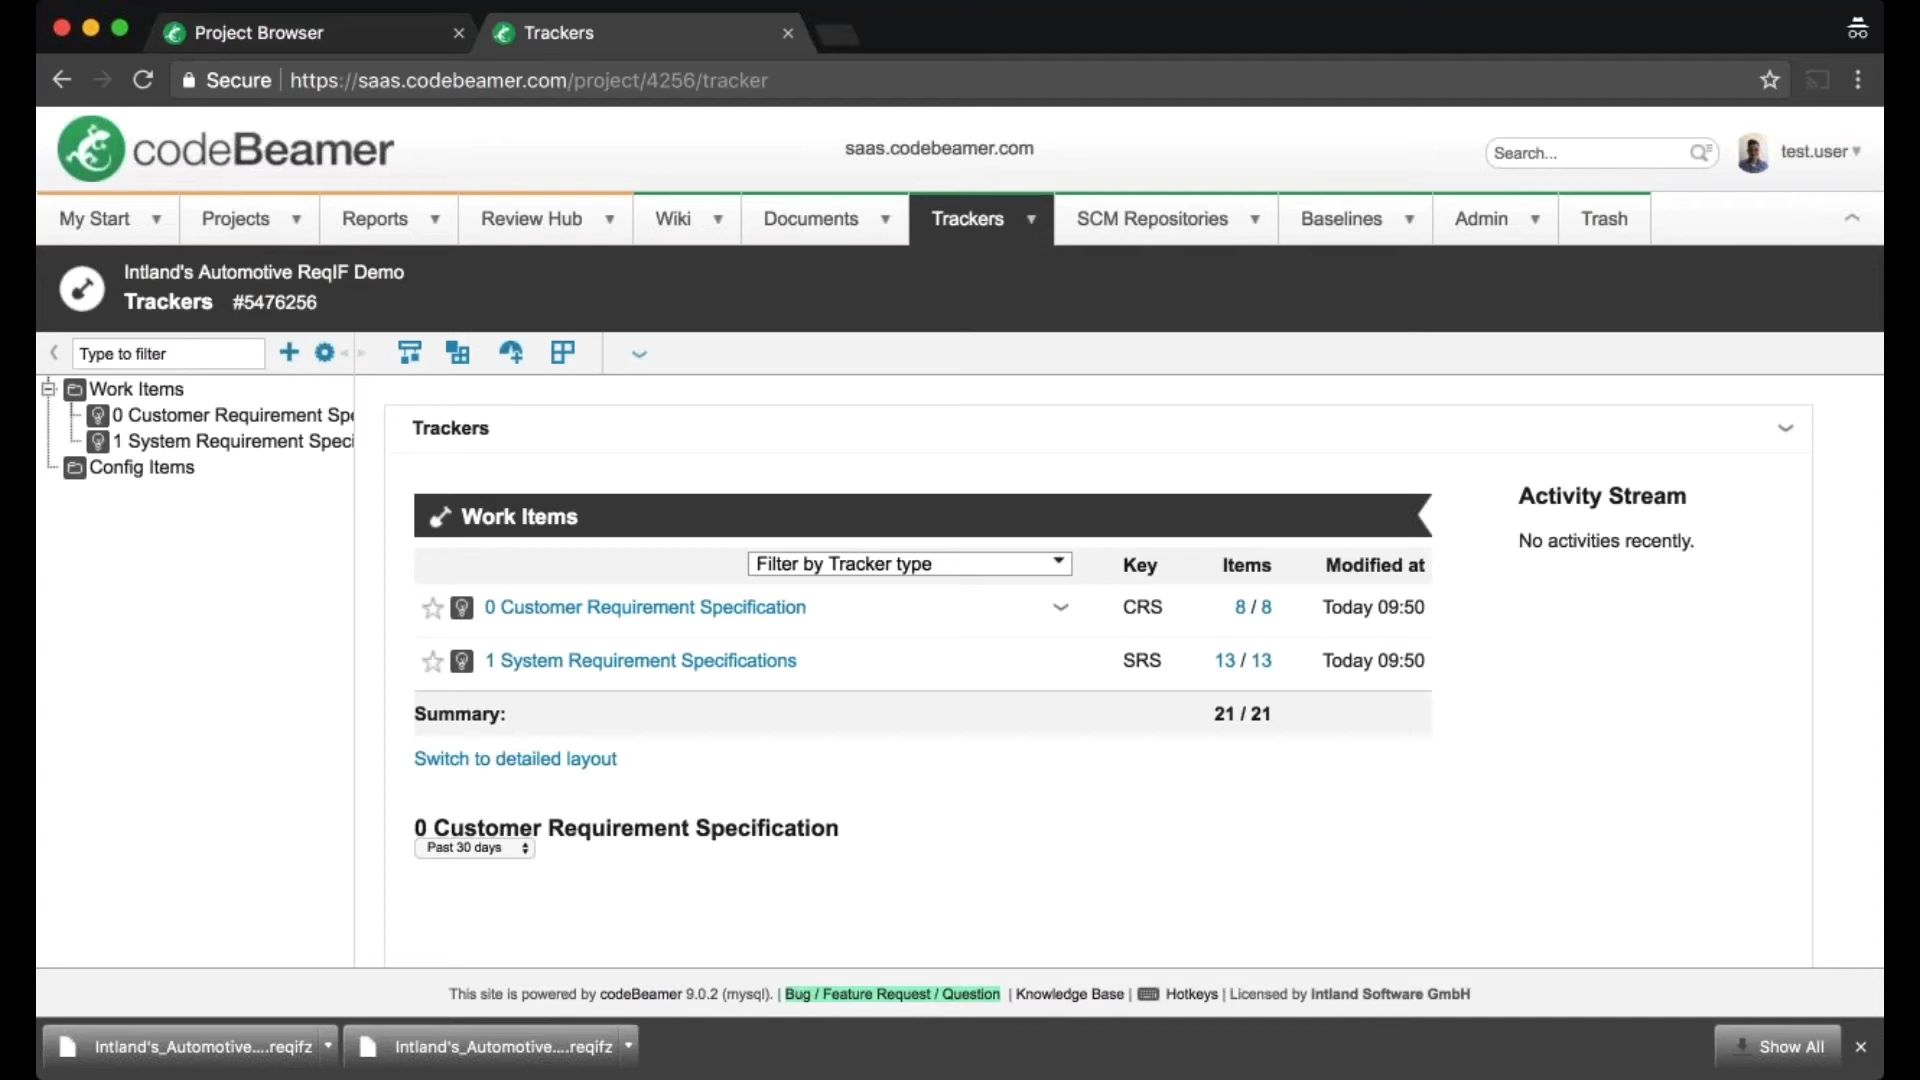 Project Browser
Trackers
Secure
https://saas.codebeamer.com/project/4256/tracker
codeBeamer
saas.codebeamer.com
Search...
test.user
My Start
Projects
Reports
Review Hub
Wiki
Documents
Trackers
SCM Repositories
Baselines
Admin
Trash
Intland's Automotive ReqIF Demo
Trackers #5476256
Type to filter
Work Items
0 Customer Requirement Spe
1 System Requirement Speci
Config Items
Trackers
Work Items
Filter by Tracker type Key Items Modified at
0 Customer Requirement Specification CRS 8 / 8 Today 09:50
1 System Requirement Specifications SRS 13 / 13 Today 09:50
Summary: 21 / 21
Switch to detailed layout
0 Customer Requirement Specification
Past 30 days
Activity Stream
No activities recently.
This site is powered by codeBeamer 9.0.2 (mysql). | Bug / Feature Request / Question | Knowledge Base | Hotkeys | Licensed by Intland Software GmbH
Intland's_Automotive....reqifz
Intland's_Automotive....reqifz
Show All